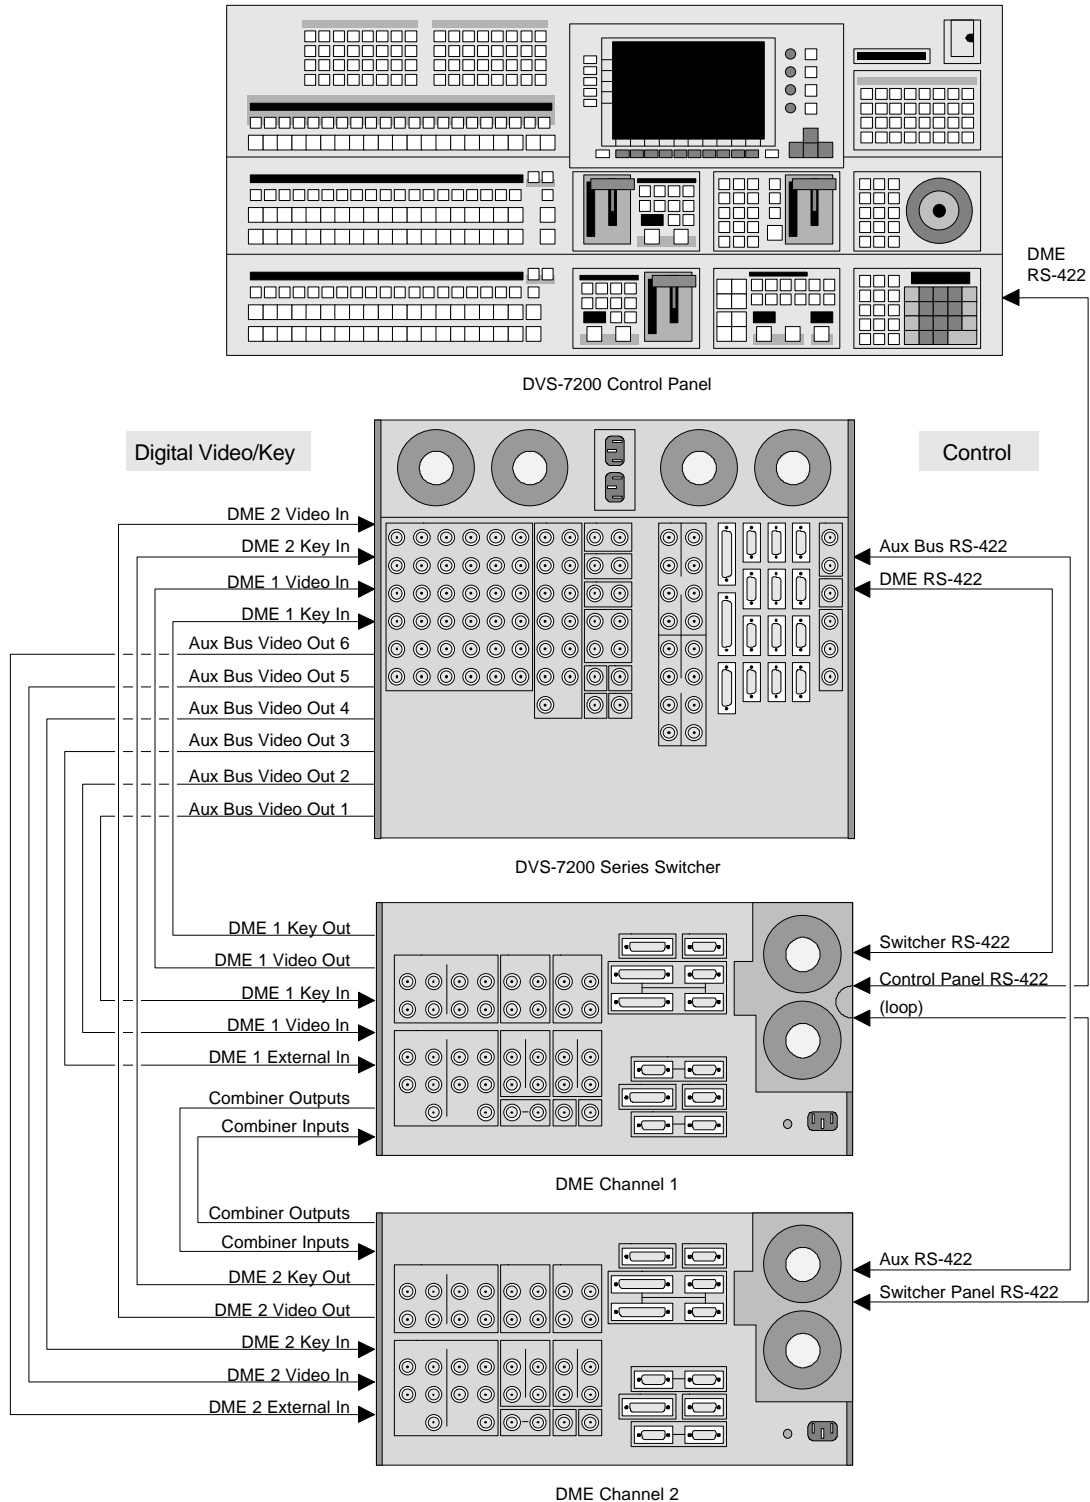 DME
RS-422
DVS-7200 Control Panel
Digital Video/Key
Control
DME 2 Video In
DME 2 Key In
DME 1 Video In
DME 1 Key In
Aux Bus Video Out 6
Aux Bus Video Out 5
Aux Bus Video Out 4
Aux Bus Video Out 3
Aux Bus Video Out 2
Aux Bus Video Out 1
Aux Bus RS-422
DME RS-422
DVS-7200 Series Switcher
DME 1 Key Out
DME 1 Video Out
DME 1 Key In
DME 1 Video In
DME 1 External In
Combiner Outputs
Combiner Inputs
Switcher RS-422
Control Panel RS-422
(loop)
DME Channel 1
Combiner Outputs
Combiner Inputs
DME 2 Key Out
DME 2 Video Out
DME 2 Key In
DME 2 Video In
DME 2 External In
Aux RS-422
Switcher Panel RS-422
DME Channel 2